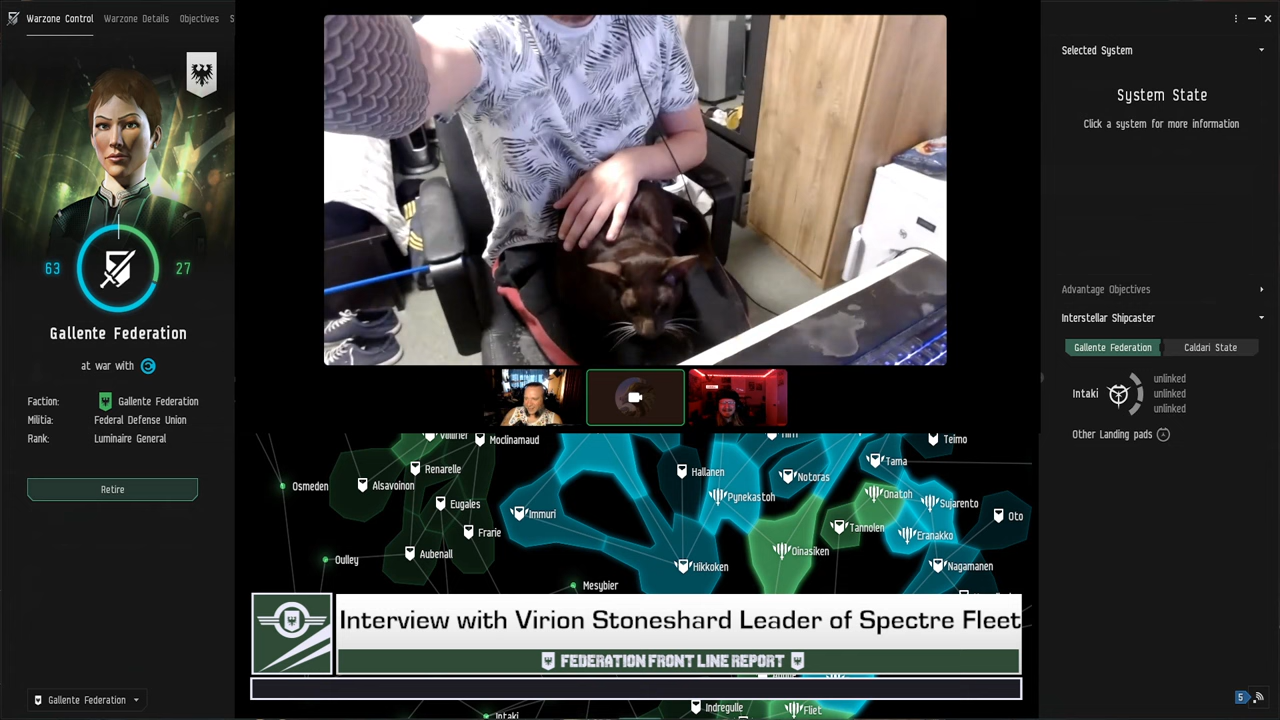 Warzone Control Warzone Details Objectives S
63 27
Gallente Federation
at war with
Faction: Gallente Federation
Militia: Federal Defense Union
Rank: Luminaire General
Retire
Gallente Federation
Selected System
System State
Click a system for more information
Advantage Objectives
Interstellar Shipcaster
Gallente Federation Caldari State
Intaki
unlinked
unlinked
unlinked
Other Landing pads
5
Moclinamaud
Teimo
Renarelle
Hallanen
Tama
Osmeden
Alsavoinon
Notoras
Pynekastoh
Onatoh
Sujarento
Eugales
Immuri
Oto
Frarie
Tannolen
Eranakko
Oulley
Aubenall
Oinasiken
Hikkoken
Nagamanen
Mesybier
Interview with Virion Stoneshard Leader of Spectre Fleet
FEDERATION FRONT LINE REPORT
Indregulle
Fliet
Intaki